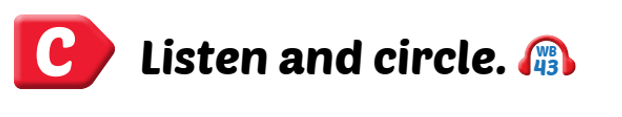 C Listen and circle. WB 43